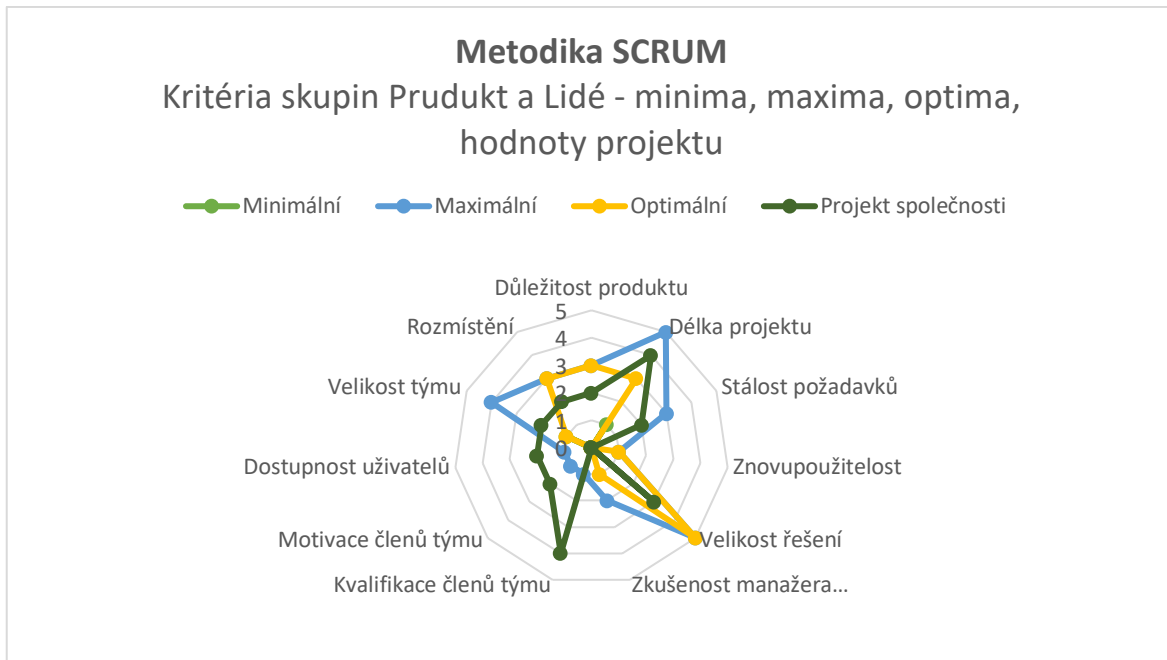 Metodika SCRUM
Kritéria skupin Prudukt a Lidé - minima, maxima, optima,
hodnoty projektu
Minimální
Maximální
Optimální
Projekt společnosti
Důležitost produktu
Délka projektu
Stálost požadavků
Znovupoužitelost
Velikost řešení
Zkušenost manažera…
Kvalifikace členů týmu
Motivace členů týmu
Dostupnost uživatelů
Velikost týmu
Rozmístění
5
4
3
2
1
0